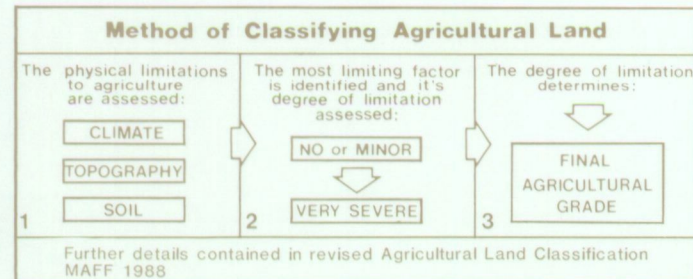 Method of Classifying Agricultural Land
The physical limitations
to agriculture
are assessed:
CLIMATE
TOPOGRAPHY
SOIL
1
The most limiting factor
is identified and it's
degree of limitation
assessed:
NO or MINOR
VERY SEVERE
2
The degree of limitation
determines:
FINAL
AGRICULTURAL
GRADE
3
Further details contained in revised Agricultural Land Classification
MAFF 1988